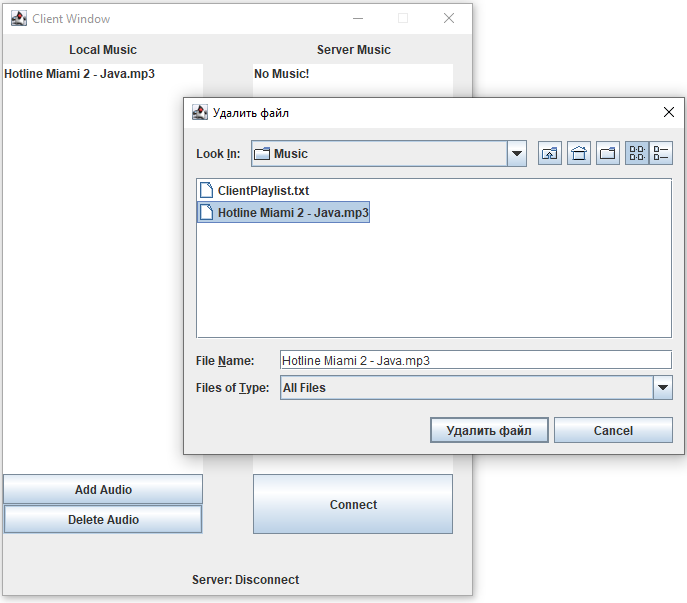 Client Window
Local Music
Server Music
Hotline Miami 2 - Java.mp3
No Music!
Удалить файл
Look In:
Music
ClientPlaylist.txt
Hotline Miami 2 - Java.mp3
File Name:
Hotline Miami 2 - Java.mp3
Files of Type:
All Files
Удалить файл
Cancel
Add Audio
Delete Audio
Connect
Server: Disconnect